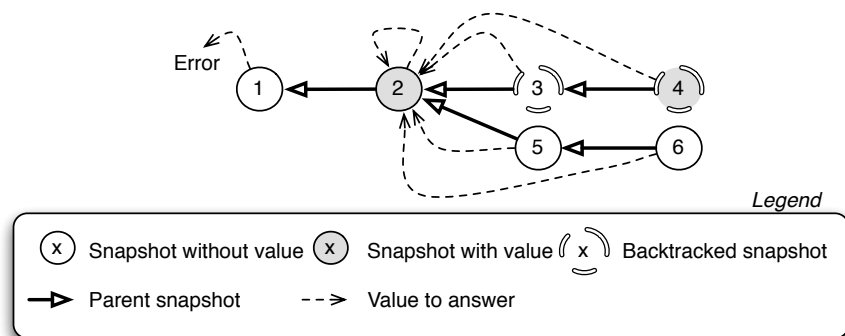 Error
1
2
3
4
5
6
Legend
x Snapshot without value x Snapshot with value x Backtracked snapshot
Parent snapshot Value to answer